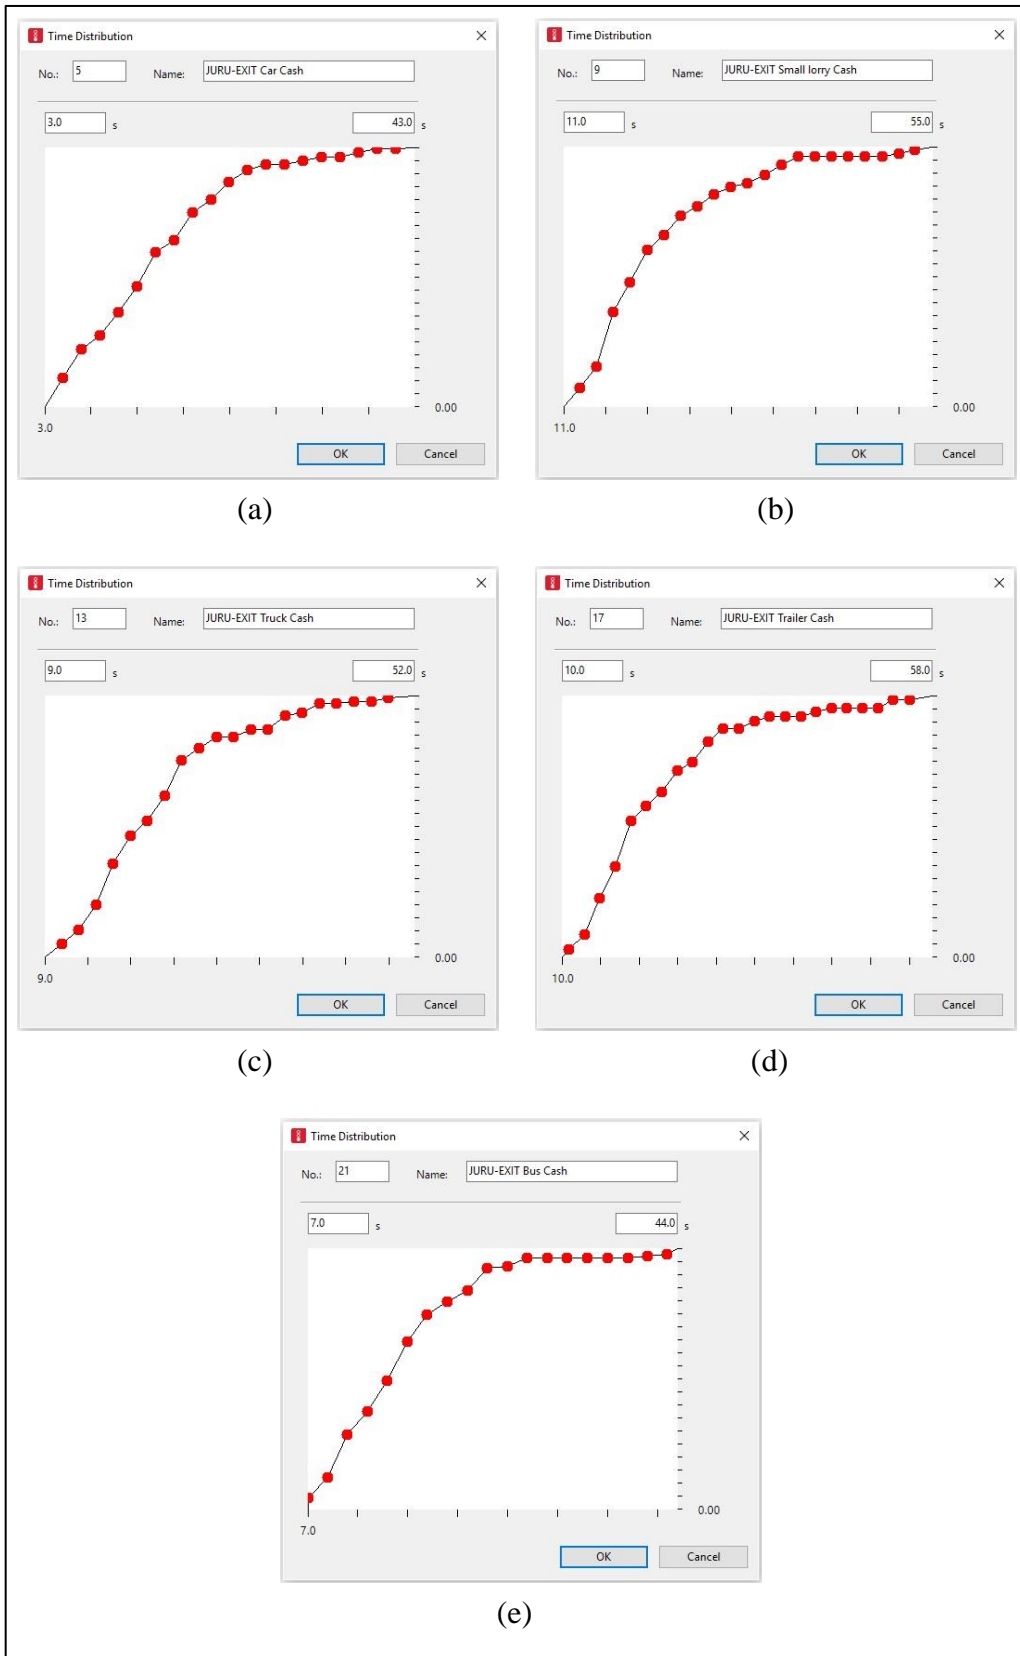 Time Distribution
No.: 5 Name: JURU-EXIT Car Cash
3.0 s 43.0 s
0.00
3.0
OK Cancel
(a)
Time Distribution
No.: 9 Name: JURU-EXIT Small lorry Cash
11.0 s 55.0 s
0.00
11.0
OK Cancel
(b)
Time Distribution
No.: 13 Name: JURU-EXIT Truck Cash
9.0 s 52.0 s
0.00
9.0
OK Cancel
(c)
Time Distribution
No.: 17 Name: JURU-EXIT Trailer Cash
10.0 s 58.0 s
0.00
10.0
OK Cancel
(d)
Time Distribution
No.: 21 Name: JURU-EXIT Bus Cash
7.0 s 44.0 s
0.00
7.0
OK Cancel
(e)